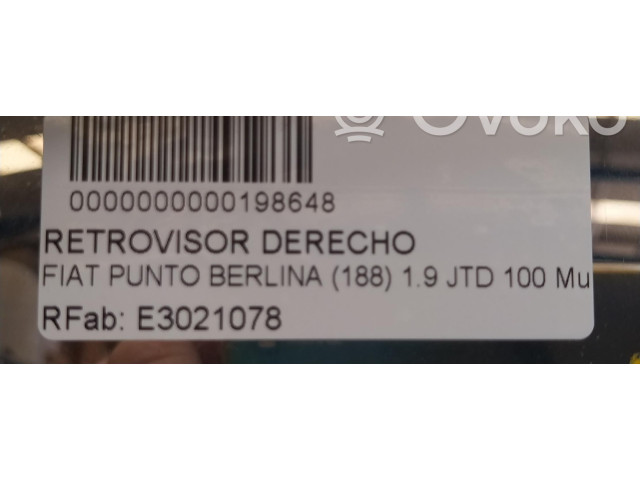 Ovoko
0000000000198648
RETROVISOR DERECHO
FIAT PUNTO BERLINA (188) 1.9 JTD 100 Mu
RFab: E3021078